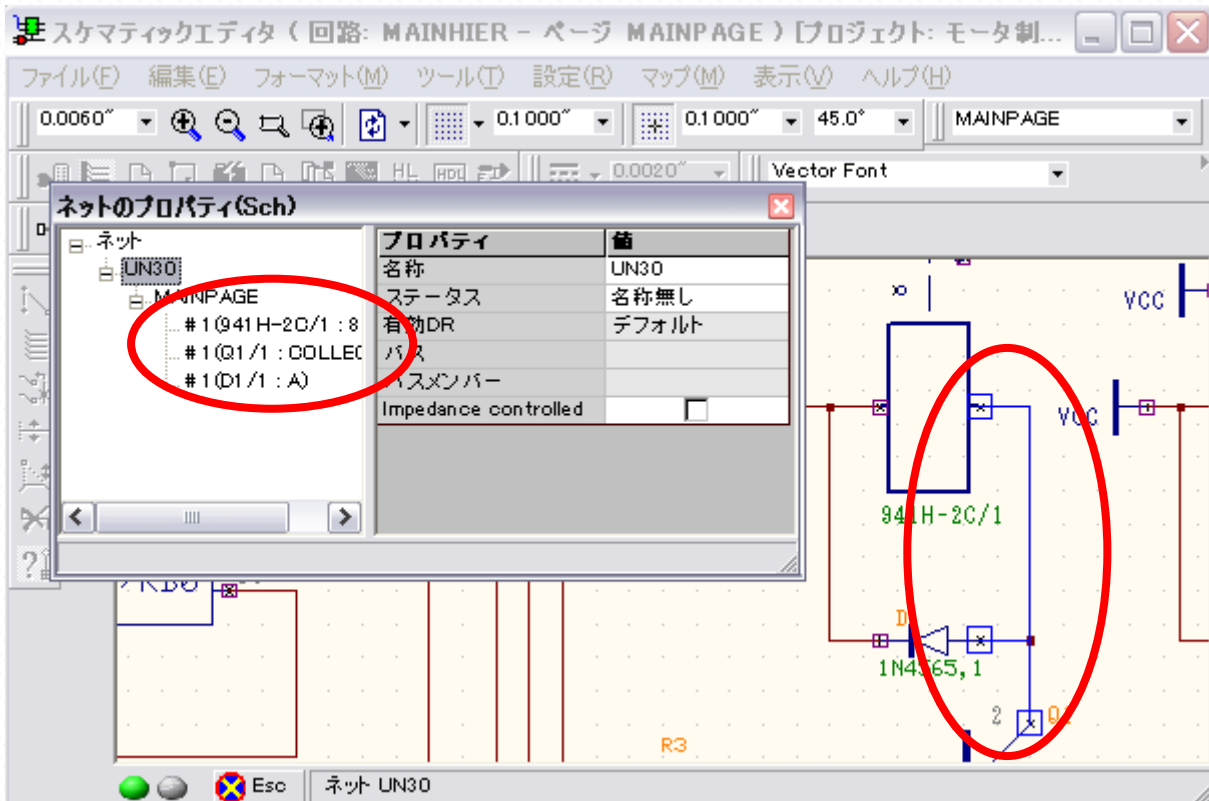 スケマティックエディタ ( 回路: MAINHIER - ページ MAINPAGE ) [プロジェクト: モータ制...
ファイル(F) 編集(E) フォーマット(M) ツール(T) 設定(R) マップ(M) 表示(V) ヘルプ(H)
0.0060" 0.1000" 0.1000" 45.0° MAINPAGE
HL HDL 0.0020" Vector Font
ネットのプロパティ(Sch)
ネット
UN30
MAINPAGE
#1(941H-2C/1 : 8
#1(Q1/1 : COLLEC
#1(D1/1 : A)
プロパティ 値
名称 UN30
ステータス 名称無し
有効DR デフォルト
バス
バスメンバー
Impedance controlled
VCC
VCC
941H-2C/1
D
1N4565,1
2 Q1
R3
Esc ネット UN30